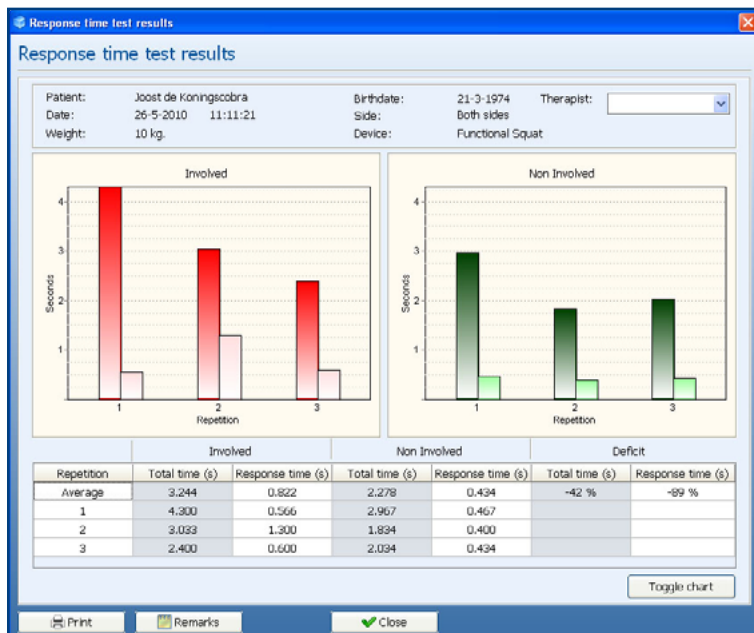 Response time test results
Response time test results
Patient: Joost de Koningscobra Birthdate: 21-3-1974 Therapist:
Date: 26-5-2010 11:11:21 Side: Both sides
Weight: 10 kg. Device: Functional Squat
Involved
Non Involved
4
3
2
1
Seconds
1 2 3
Repetition
4
3
2
1
Seconds
1 2 3
Repetition
Involved Non Involved Deficit
Repetition Total time (s) Response time (s) Total time (s) Response time (s) Total time (s) Response time (s)
Average 3.244 0.822 2.278 0.434 -42 % -89 %
1 4.300 0.566 2.967 0.467
2 3.033 1.300 1.834 0.400
3 2.400 0.600 2.034 0.434
Toggle chart
Print Remarks Close